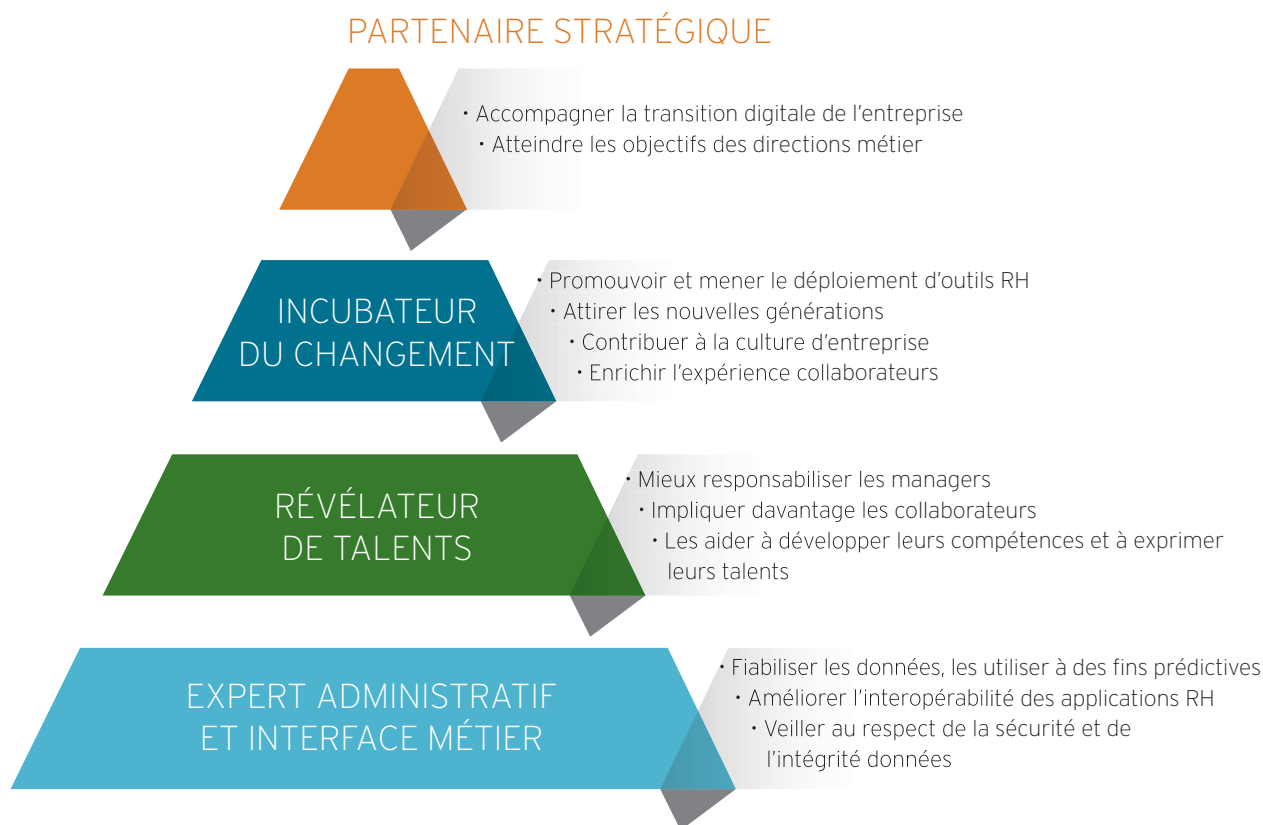 PARTENAIRE STRATÉGIQUE
· Accompagner la transition digitale de l'entreprise
· Atteindre les objectifs des directions métier
INCUBATEUR
DU CHANGEMENT
· Promouvoir et mener le déploiement d'outils RH
· Attirer les nouvelles générations
· Contribuer à la culture d'entreprise
· Enrichir l'expérience collaborateurs
RÉVÉLATEUR
DE TALENTS
· Mieux responsabiliser les managers
· Impliquer davantage les collaborateurs
· Les aider à développer leurs compétences et à exprimer
leurs talents
EXPERT ADMINISTRATIF
ET INTERFACE MÉTIER
· Fiabiliser les données, les utiliser à des fins prédictives
· Améliorer l'interopérabilité des applications RH
· Veiller au respect de la sécurité et de
l'intégrité données